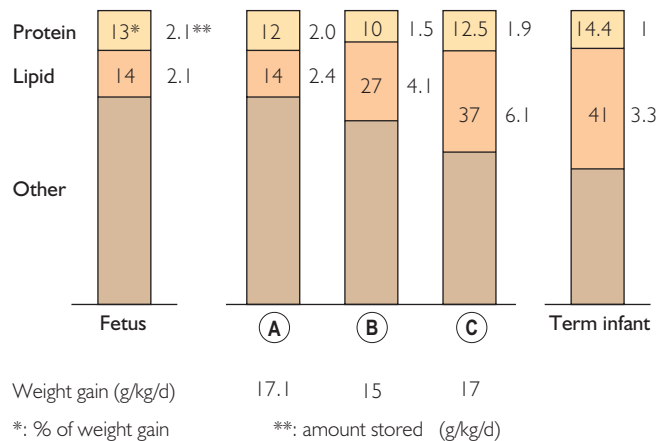 Protein 13* 2.1** 12 2.0 10 1.5 12.5 1.9 14.4 1
Lipid 14 2.1 14 2.4 27 4.1 37 6.1 41 3.3
Other
Fetus A B C Term infant
Weight gain (g/kg/d) 17.1 15 17
*: % of weight gain **: amount stored (g/kg/d)